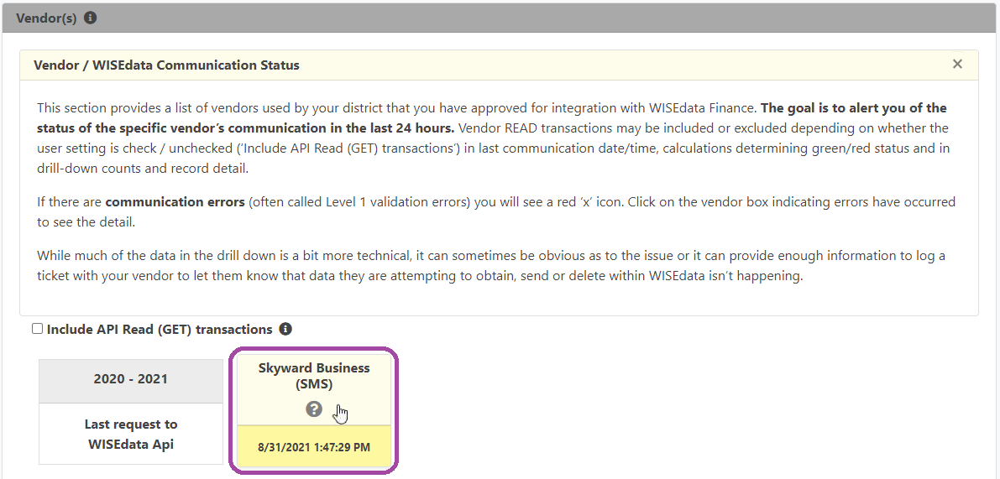 Vendor(s)
Vendor / WISEdata Communication Status
This section provides a list of vendors used by your district that you have approved for integration with WISEdata Finance. The goal is to alert you of the
status of the specific vendor's communication in the last 24 hours. Vendor READ transactions may be included or excluded depending on whether the
user setting is check / unchecked ('Include API Read (GET) transactions') in last communication date/time, calculations determining green/red status and in
drill-down counts and record detail.
If there are communication errors (often called Level 1 validation errors) you will see a red 'x' icon. Click on the vendor box indicating errors have occurred
to see the detail.
While much of the data in the drill down is a bit more technical, it can sometimes be obvious as to the issue or it can provide enough information to log a
ticket with your vendor to let them know that data they are attempting to obtain, send or delete within WISEdata isn't happening.
Include API Read (GET) transactions
2020 - 2021
Last request to
WISEdata Api
Skyward Business
(SMS)
8/31/2021 1:47:29 PM